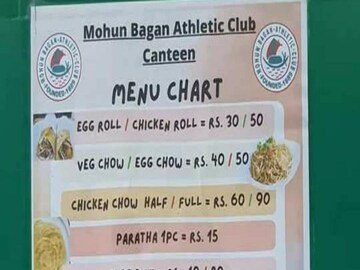 Mohun Bagan Athletic Club
Canteen
MENU CHART
EGG ROLL / CHICKEN ROLL = RS. 30 / 50
VEG CHOW / EGG CHOW = RS. 40 / 50
CHICKEN CHOW HALF / FULL = RS. 60 / 90
PARATHA 1PC = RS. 15